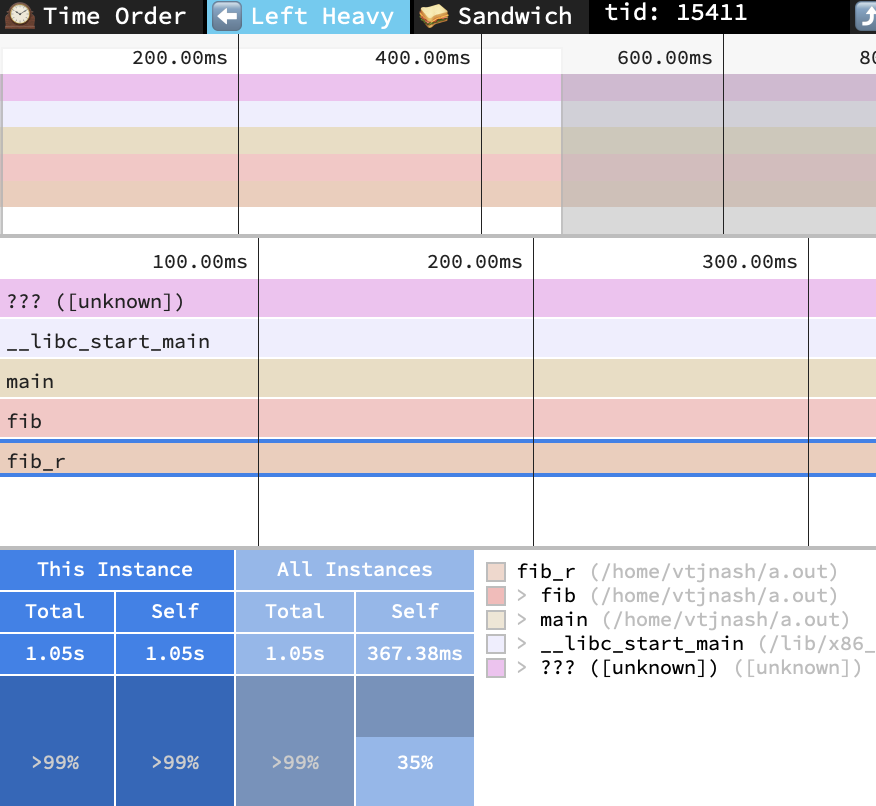 Time Order Left Heavy Sandwich tid: 15411
200.00ms 400.00ms 600.00ms 80
100.00ms 200.00ms 300.00ms
??? ([unknown])
__libc_start_main
main
fib
fib_r
This Instance All Instances
Total Self Total Self
1.05s 1.05s 1.05s 367.38ms
>99% >99% >99% 35%
fib_r (/home/vtjnash/a.out)
> fib (/home/vtjnash/a.out)
> main (/home/vtjnash/a.out)
> __libc_start_main (/lib/x86_
> ??? ([unknown]) ([unknown])